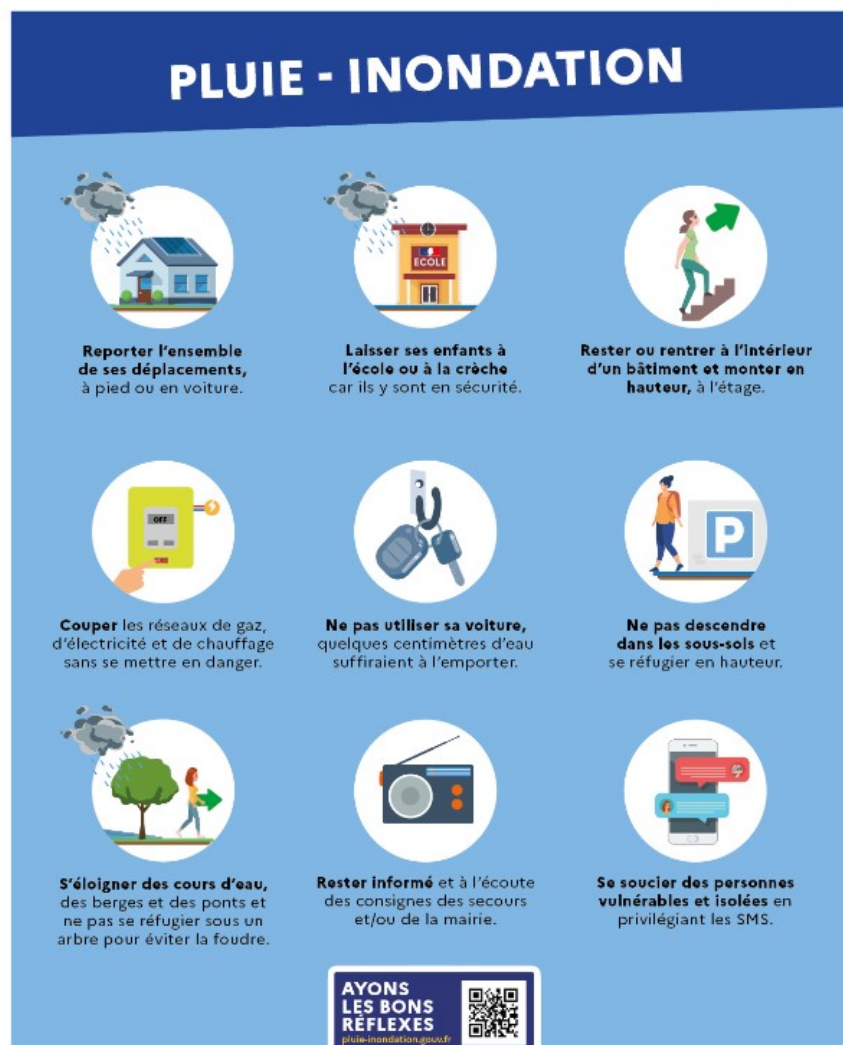 PLUIE - INONDATION
ECOLE
Reporter l'ensemble
de ses déplacements,
à pied ou en voiture.
Laisser ses enfants à
l'école ou à la crèche
car ils y sont en sécurité.
Rester ou rentrer à l'intérieur
d'un bâtiment et monter en
hauteur, à l'étage.
OFF
P
Couper les réseaux de gaz,
d'électricité et de chauffage
sans se mettre en danger.
Ne pas utiliser sa voiture,
quelques centimètres d'eau
suffiraient à l'emporter.
Ne pas descendre
dans les sous-sols et
se réfugier en hauteur.
S'éloigner des cours d'eau,
des berges et des ponts et
ne pas se réfugier sous un
arbre pour éviter la foudre.
Rester informé et à l'écoute
des consignes des secours
et/ou de la mairie.
Se soucier des personnes
vulnérables et isolées en
privilégiant les SMS.
AYONS
LES BONS
RÉFLEXES
pluie-inondation.gouv.fr